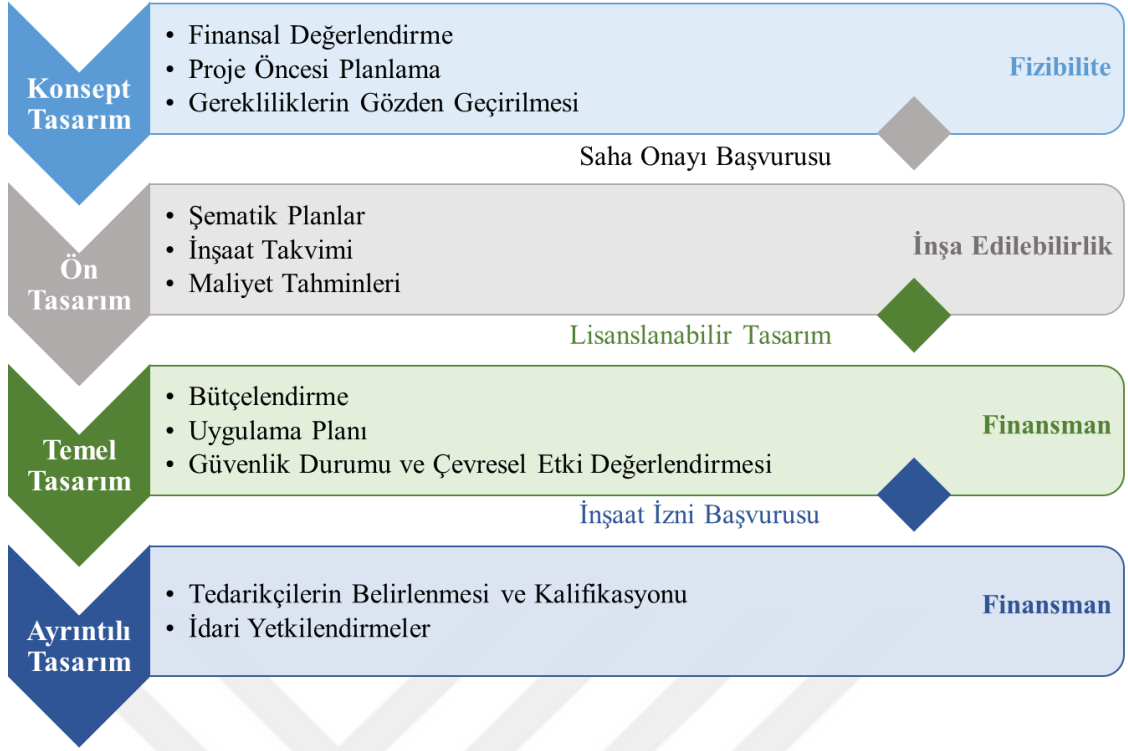 Konsept
Tasarım
• Finansal Değerlendirme
• Proje Öncesi Planlama
• Gerekliliklerin Gözden Geçirilmesi
Fizibilite
Saha Onayı Başvurusu
Ön
Tasarım
• Şematik Planlar
• İnşaat Takvimi
• Maliyet Tahminleri
İnşa Edilebilirlik
Lisanslanabilir Tasarım
Temel
Tasarım
• Bütçelendirme
• Uygulama Planı
• Güvenlik Durumu ve Çevresel Etki Değerlendirmesi
Finansman
İnşaat İzni Başvurusu
Ayrıntılı
Tasarım
• Tedarikçilerin Belirlenmesi ve Kalifikasyonu
• İdari Yetkilendirmeler
Finansman